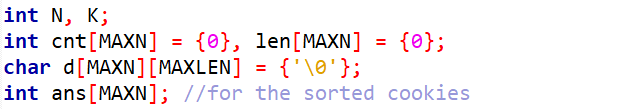 int N, K;
int cnt[MAXN] = {0}, len[MAXN] = {0};
char d[MAXN][MAXLEN] = {'\0'};
int ans[MAXN]; //for the sorted cookies